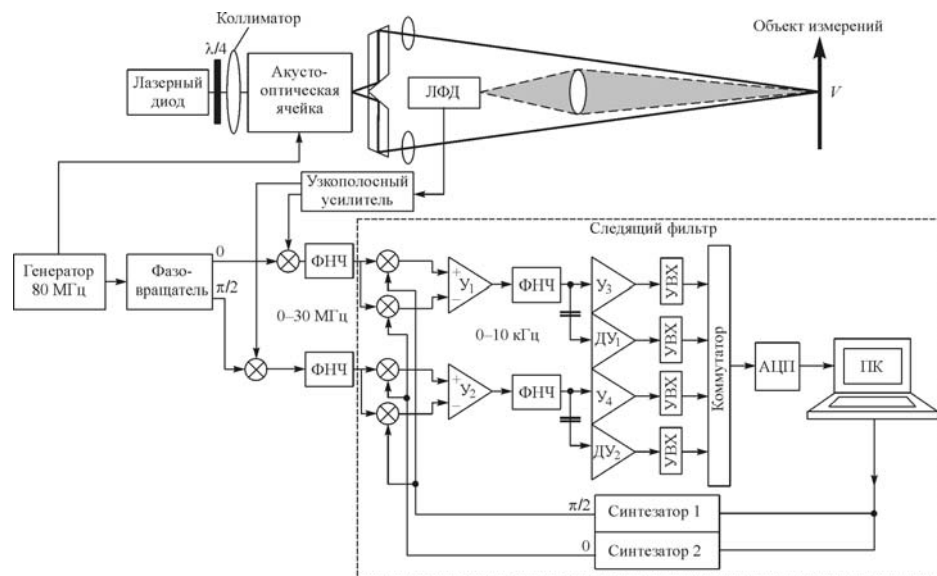 Коллиматор
λ/4
Лазерный
диод
Акусто-
оптическая
ячейка
ЛФД
Объект измерений
V
Узкополосный
усилитель
Следящий фильтр
Генератор
80 МГц
Фазо-
вращатель
0
π/2
ФНЧ
0–30 МГц
ФНЧ
+
У1
−
ФНЧ
0–10 кГц
+
У2
−
ФНЧ
У3
УВХ
ДУ1
УВХ
У4
УВХ
ДУ2
УВХ
Коммутатор
АЦП
ПК
π/2
Синтезатор 1
0
Синтезатор 2